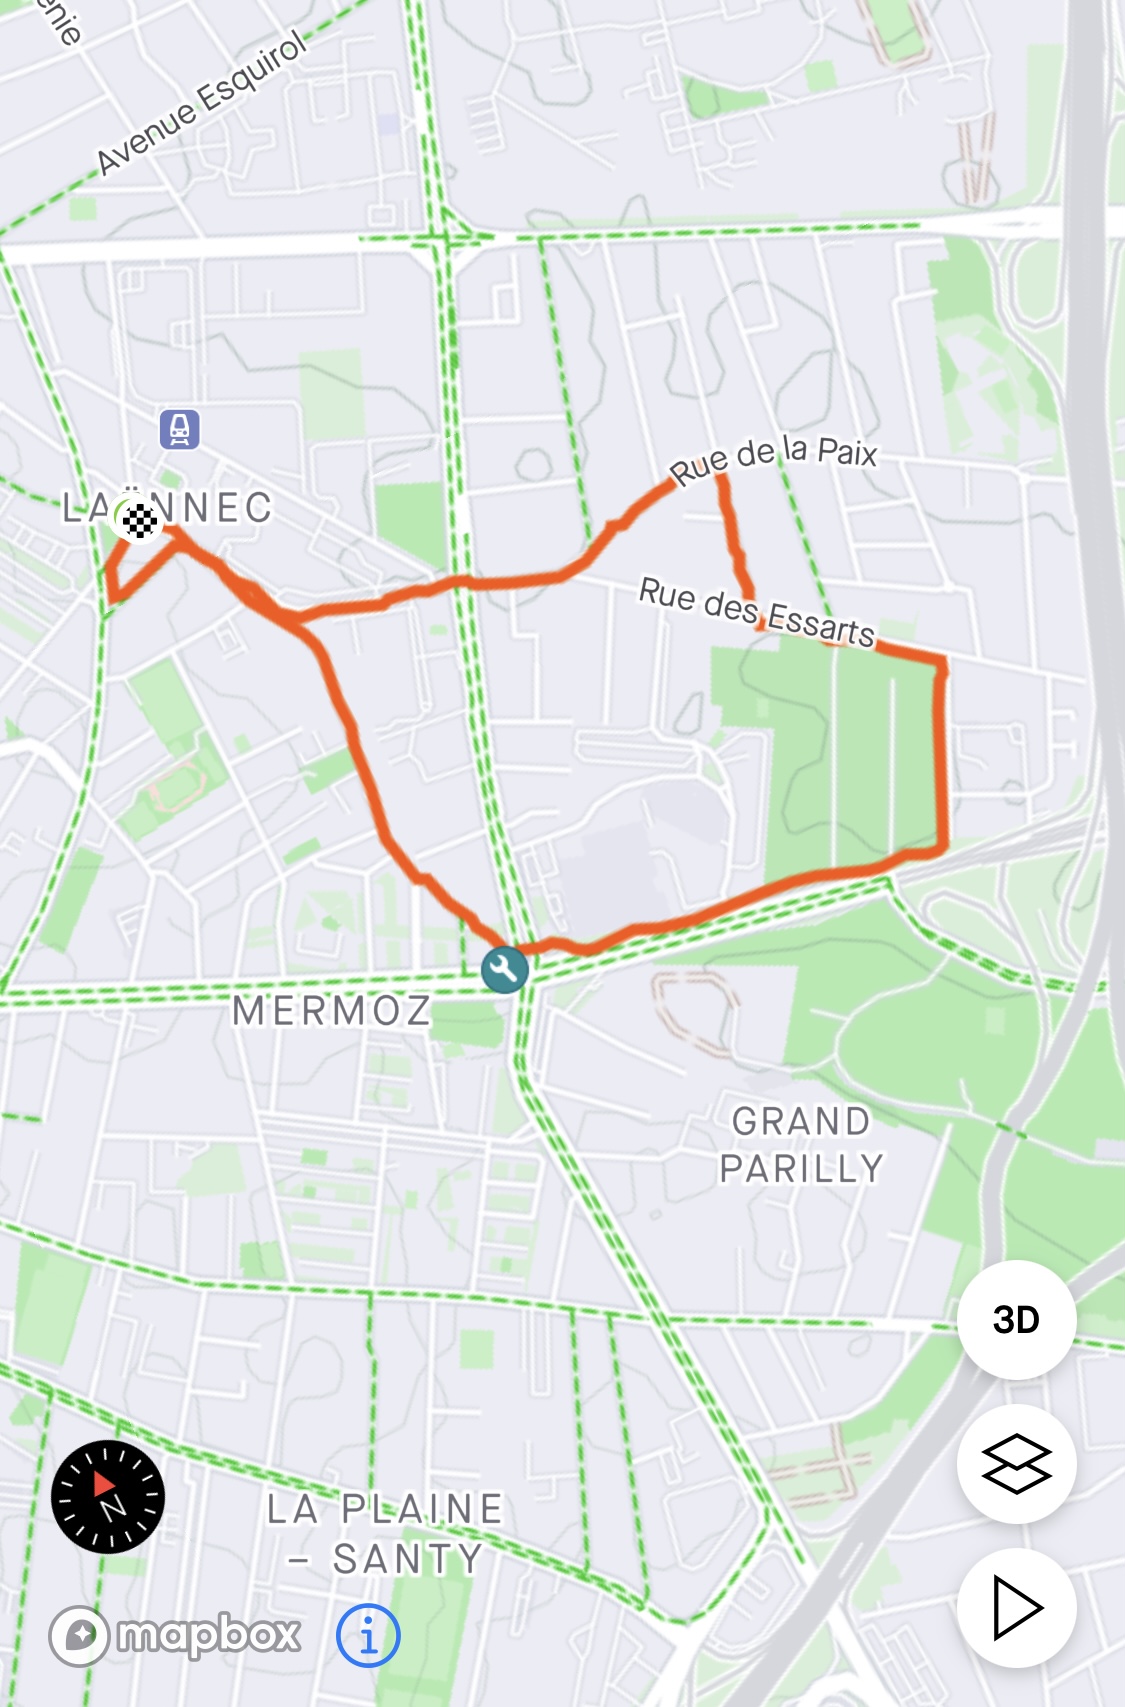 Avenue Esquirol
LAËNNEC
Rue de la Paix
Rue des Essarts
MERMOZ
GRAND
PARILLY
3D
N
LA PLAINE
– SANTY
mapbox
i